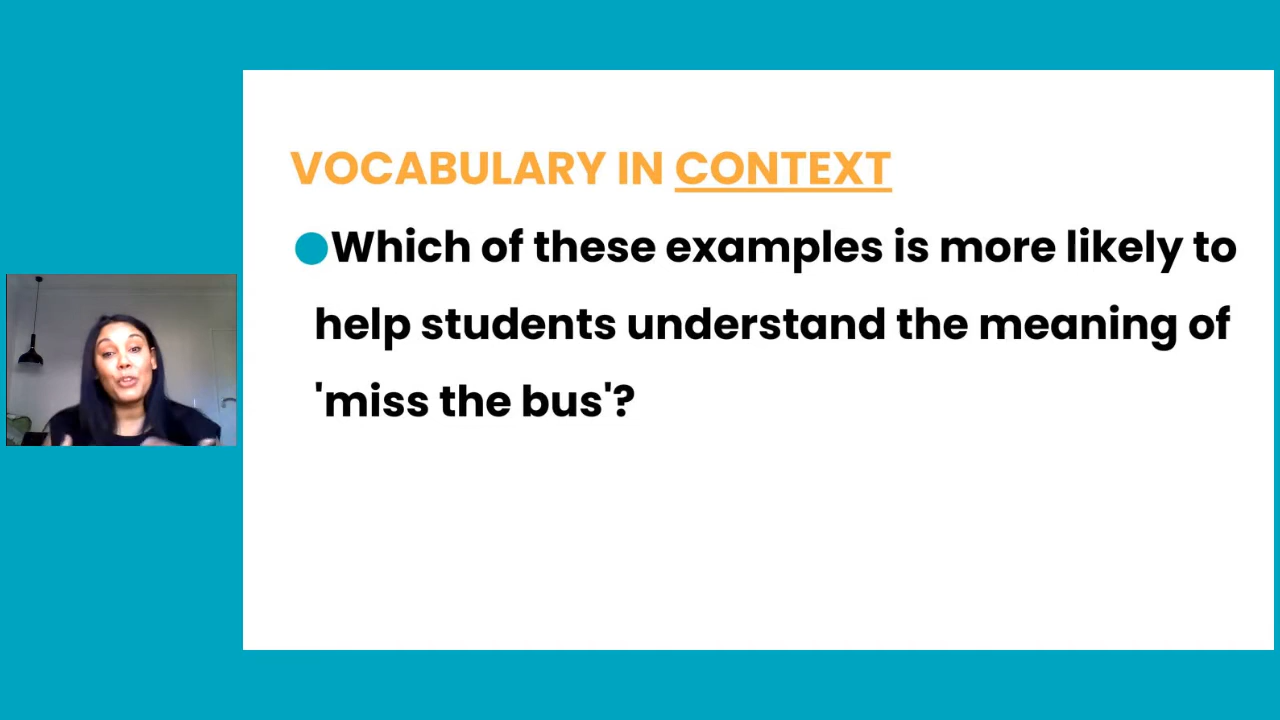 VOCABULARY IN CONTEXT
Which of these examples is more likely to
help students understand the meaning of
'miss the bus'?